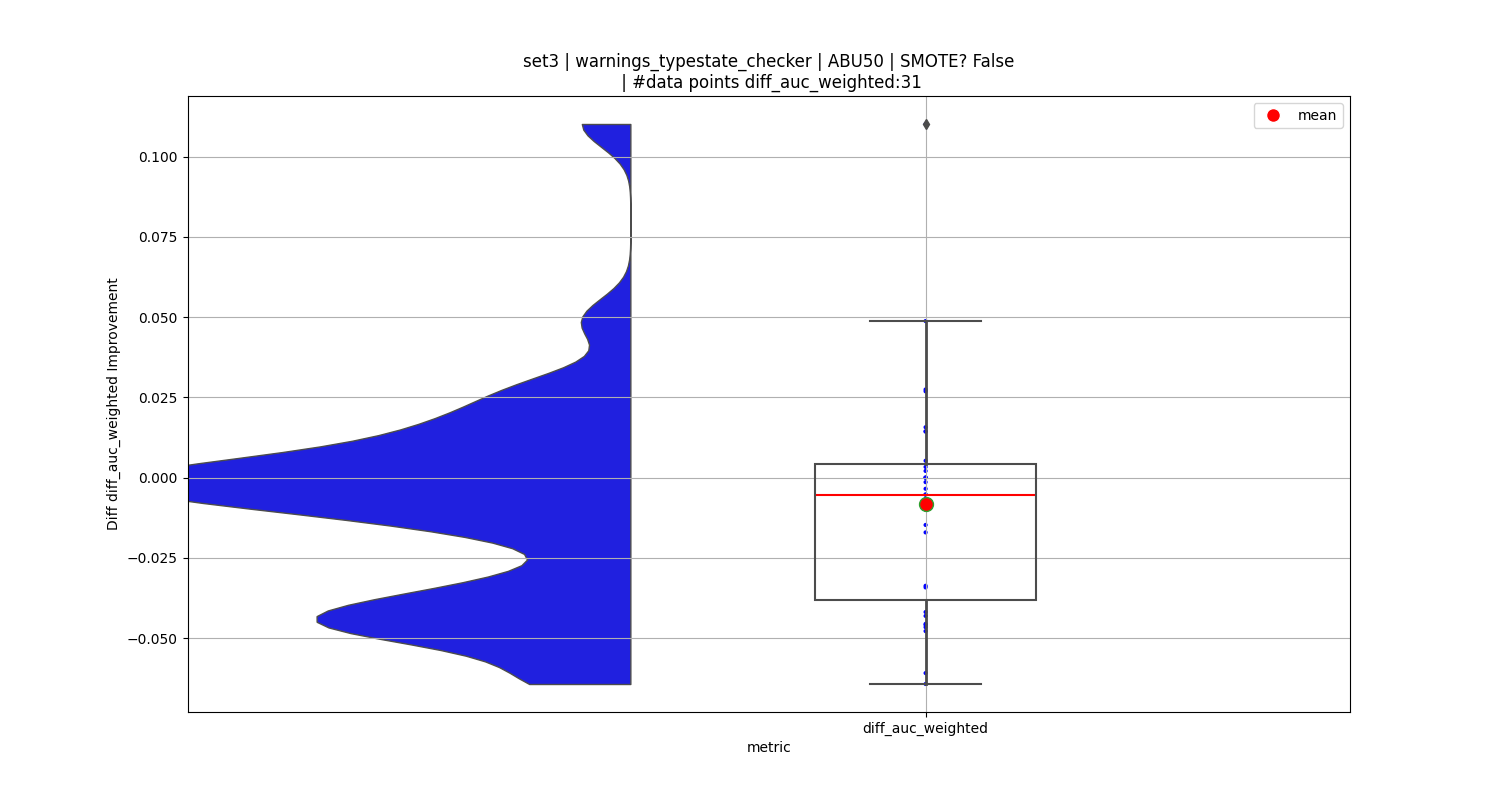 set3 | warnings_typestate_checker | ABU50 | SMOTE? False
| #data points diff_auc_weighted:31
mean
0.100
0.075
0.050
0.025
0.000
−0.025
−0.050
Diff diff_auc_weighted Improvement
diff_auc_weighted
metric